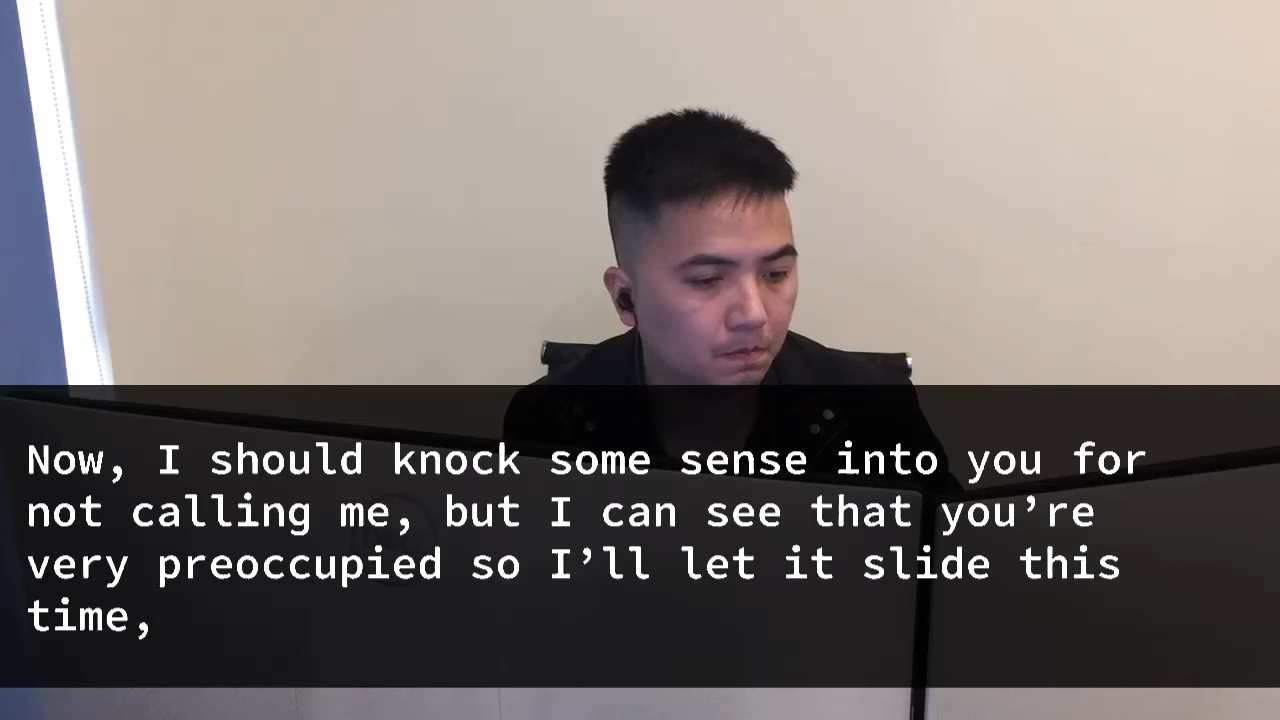 Now, I should knock some sense into you for
not calling me, but I can see that you’re
very preoccupied so I’ll let it slide this
time,